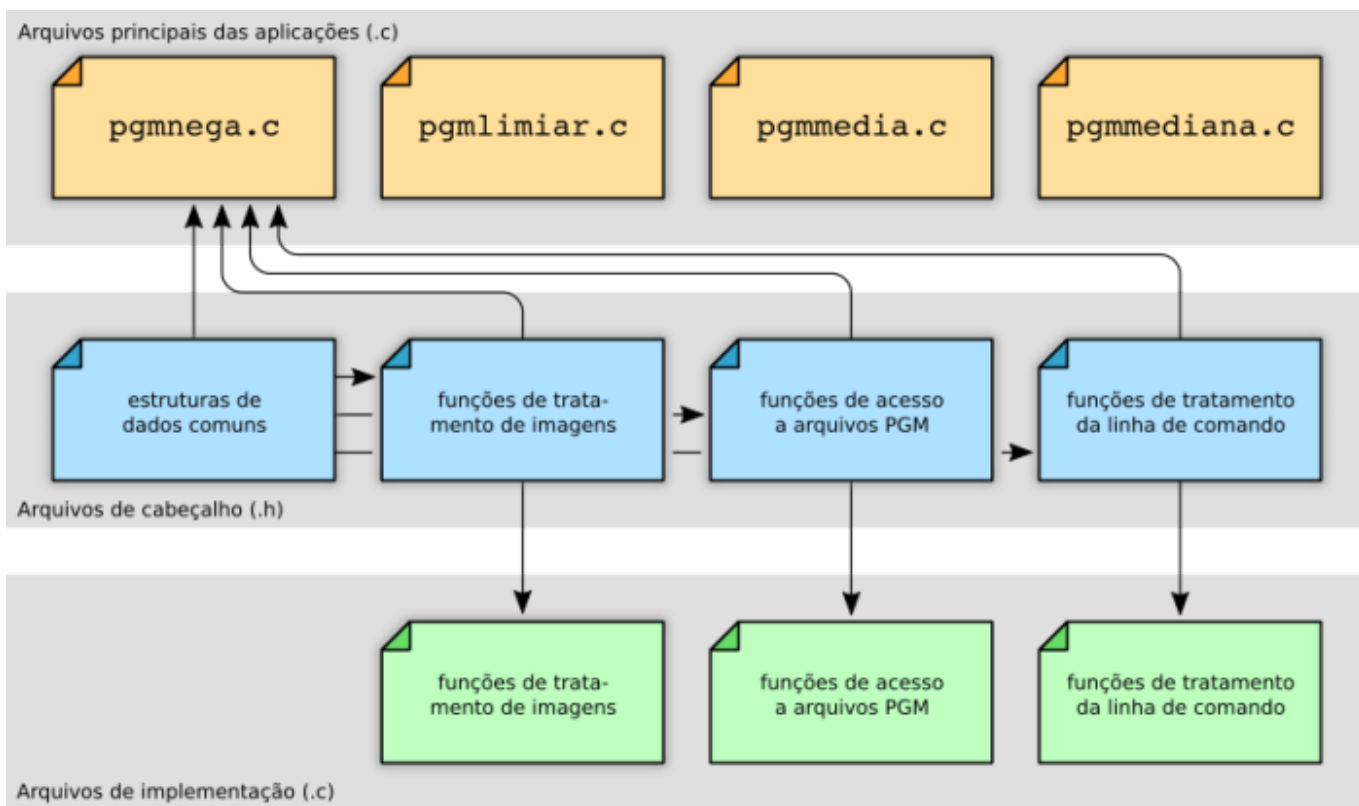 Arquivos principais das aplicações (.c)
pgmnega.c
pgmlimiar.c
pgmmedia.c
pgmmediana.c
estruturas de
dados comuns
funções de trata-
mento de imagens
funções de acesso
a arquivos PGM
funções de tratamento
da linha de comando
Arquivos de cabeçalho (.h)
funções de trata-
mento de imagens
funções de acesso
a arquivos PGM
funções de tratamento
da linha de comando
Arquivos de implementação (.c)